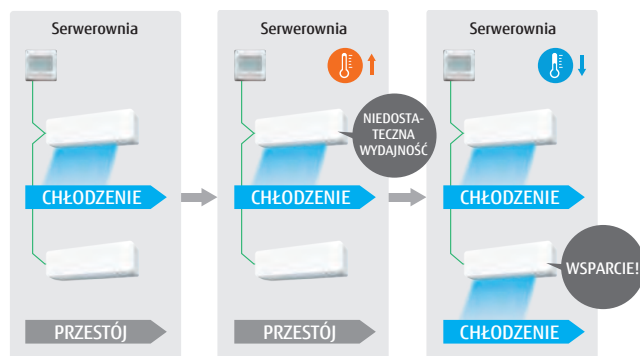 Serwerownia
CHŁODZENIE
PRZESTÓJ
Serwerownia
NIEDOSTA-
TECZNA
WYDAJNOŚĆ
CHŁODZENIE
PRZESTÓJ
Serwerownia
CHŁODZENIE
WSPARCIE!
CHŁODZENIE